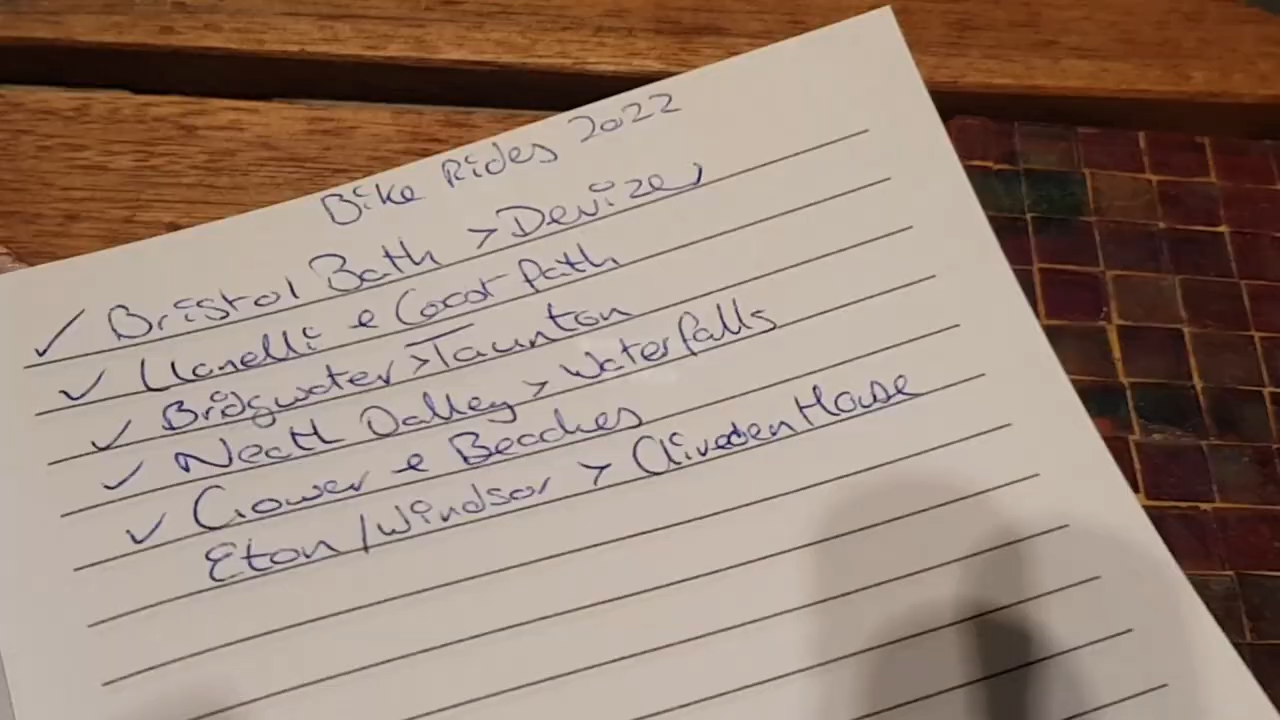 Bike Rides 2022
✓ Bristol Bath > Devizes
✓ Llanelli & Coast Path
✓ Bridgwater > Taunton
✓ Neath Valley > Waterfalls
✓ Gower & Beaches
Eton / Windsor > Cliveden House